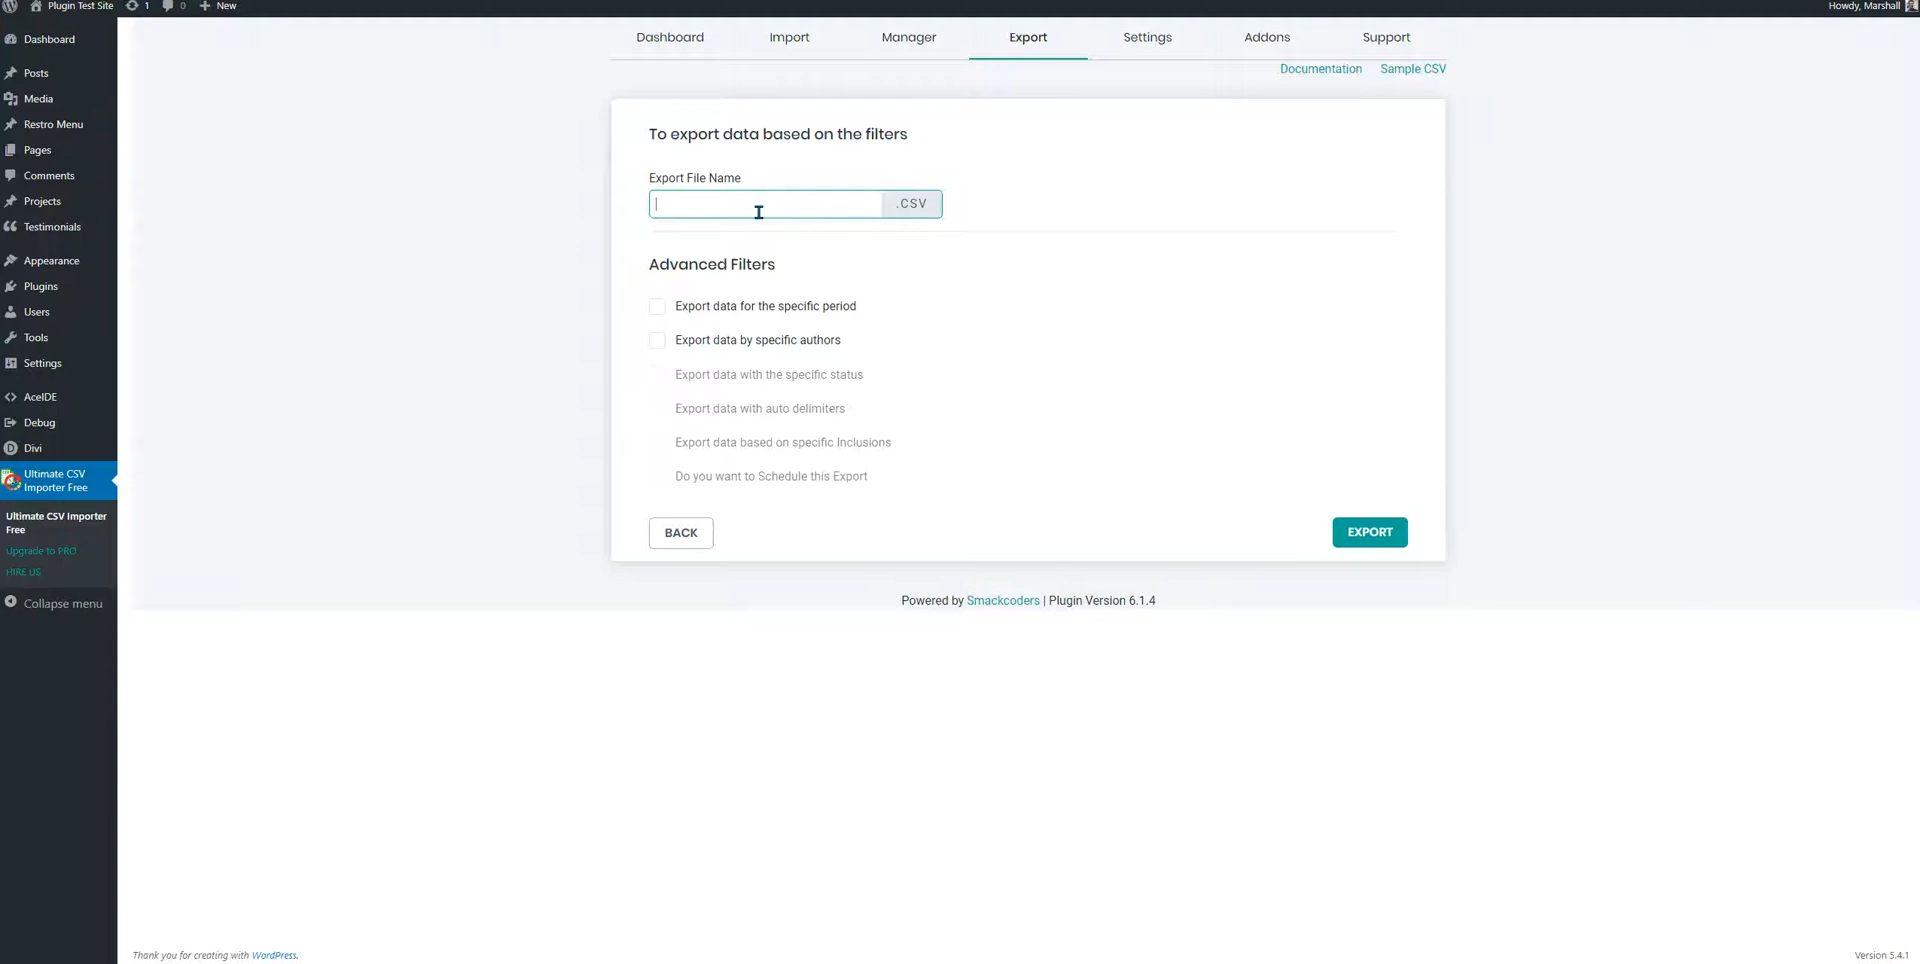 Plugin Test Site
1
0
New
Howdy, Marshall
Dashboard
Posts
Media
Restro Menu
Pages
Comments
Projects
Testimonials
Appearance
Plugins
Users
Tools
Settings
AceIDE
Debug
Divi
Ultimate CSV
Importer Free
Ultimate CSV Importer
Free
Upgrade to PRO
HIRE US
Collapse menu
Dashboard Import Manager Export Settings Addons Support
Documentation Sample CSV
To export data based on the filters
Export File Name
.CSV
Advanced Filters
Export data for the specific period
Export data by specific authors
Export data with the specific status
Export data with auto delimiters
Export data based on specific Inclusions
Do you want to Schedule this Export
BACK EXPORT
Powered by Smackcoders | Plugin Version 6.1.4
Thank you for creating with WordPress.
Version 5.4.1